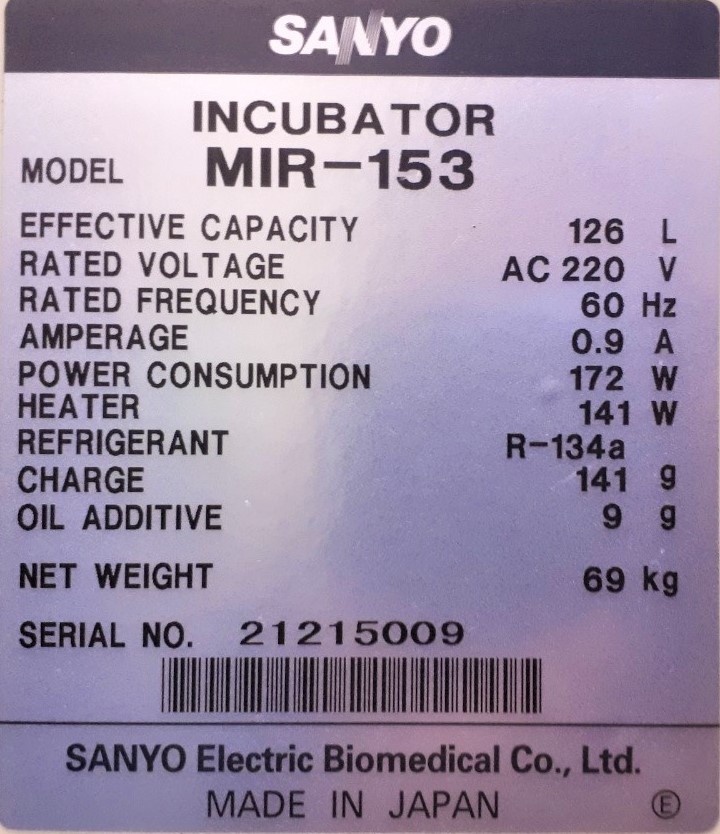 SANYO
INCUBATOR
MODEL MIR-153
EFFECTIVE CAPACITY 126 L
RATED VOLTAGE AC 220 V
RATED FREQUENCY 60 Hz
AMPERAGE 0.9 A
POWER CONSUMPTION 172 W
HEATER 141 W
REFRIGERANT R-134a
CHARGE 141 g
OIL ADDITIVE 9 g
NET WEIGHT 69 kg
SERIAL NO. 21215009
SANYO Electric Biomedical Co., Ltd.
MADE IN JAPAN Ⓔ